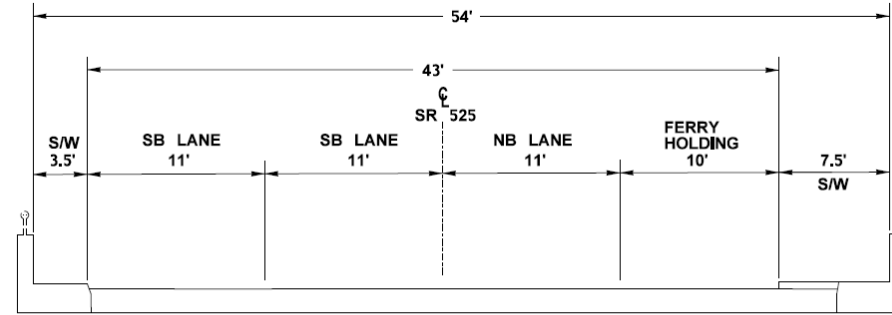 54'
43'
℄
SR 525
S/W
3.5'
SB LANE
11'
SB LANE
11'
NB LANE
11'
FERRY
HOLDING
10'
7.5'
S/W